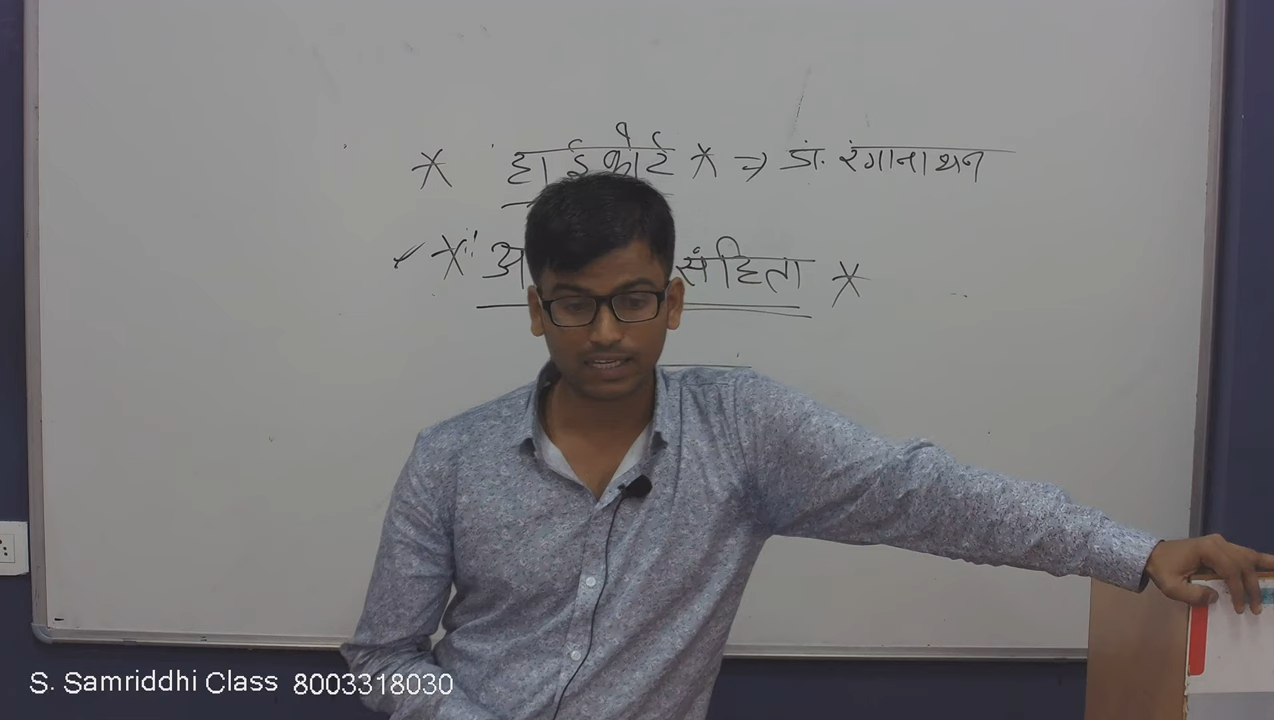 * हाईकोर्ट * => डॉ. रंगानाथन
* अ संहिता *
S. Samriddhi Class 8003318030